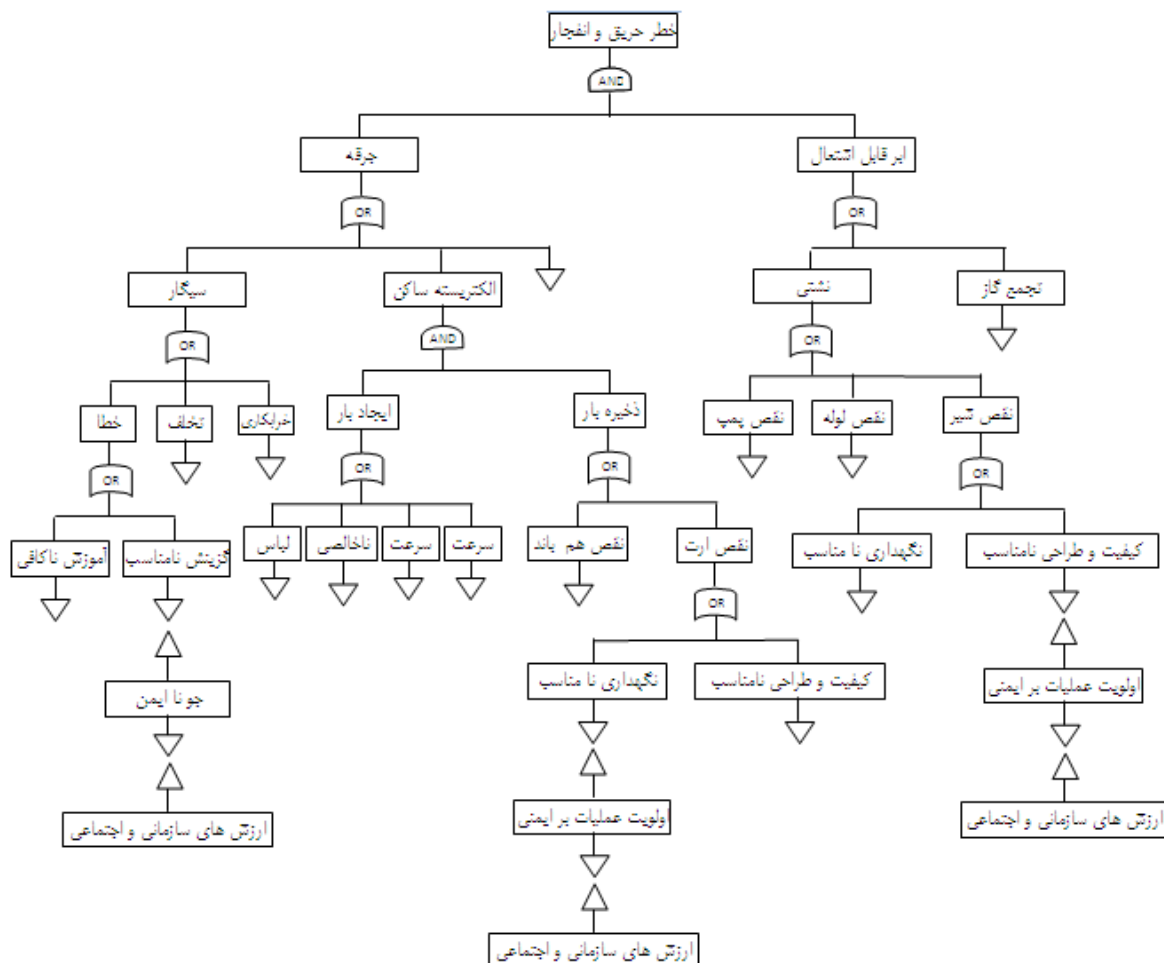 خطر حریق و انفجار
AND
ابر قابل اشتعال
جرقه
OR
OR
تجمع گاز
نشتی
الکتریسته ساکن
سیگار
OR
AND
OR
نقص شیر
نقص لوله
نقص پمپ
ذخیره بار
ایجاد بار
خرابکاری
تخلف
خطا
OR
OR
OR
OR
کیفیت و طراحی نامناسب
نگهداری نا مناسب
نقص ارت
نقص هم باند
سرعت
سرعت
ناخالصی
لباس
گزینش نامناسب
آموزش ناکافی
OR
اولویت عملیات بر ایمنی
کیفیت و طراحی نامناسب
نگهداری نا مناسب
جو نا ایمن
ارزش های سازمانی و اجتماعی
اولویت عملیات بر ایمنی
ارزش های سازمانی و اجتماعی
ارزش های سازمانی و اجتماعی